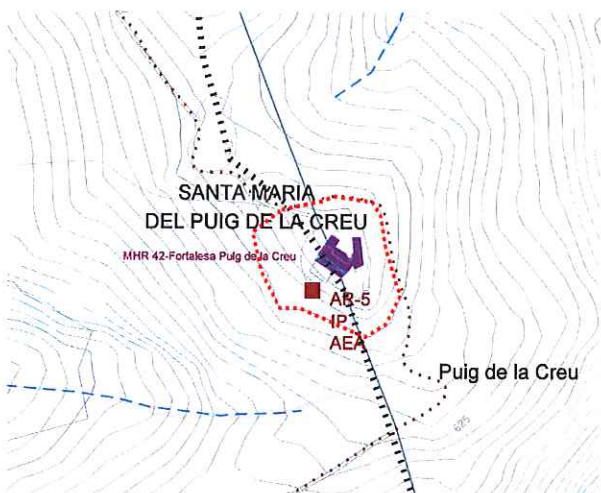 SANTA MARIA
DEL PUIG DE LA CREU
MHR 42-Fortalesa Puig de la Creu
AR-5
IP
AEA
Puig de la Creu
625